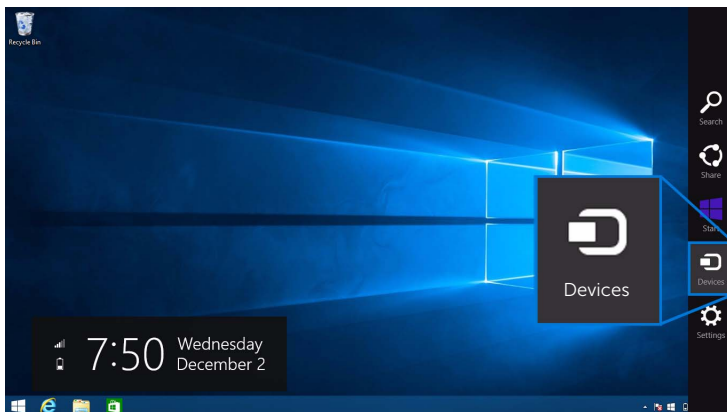 Recycle Bin
Search
Share
Start
Devices
Devices
Settings
7:50
Wednesday
December 2